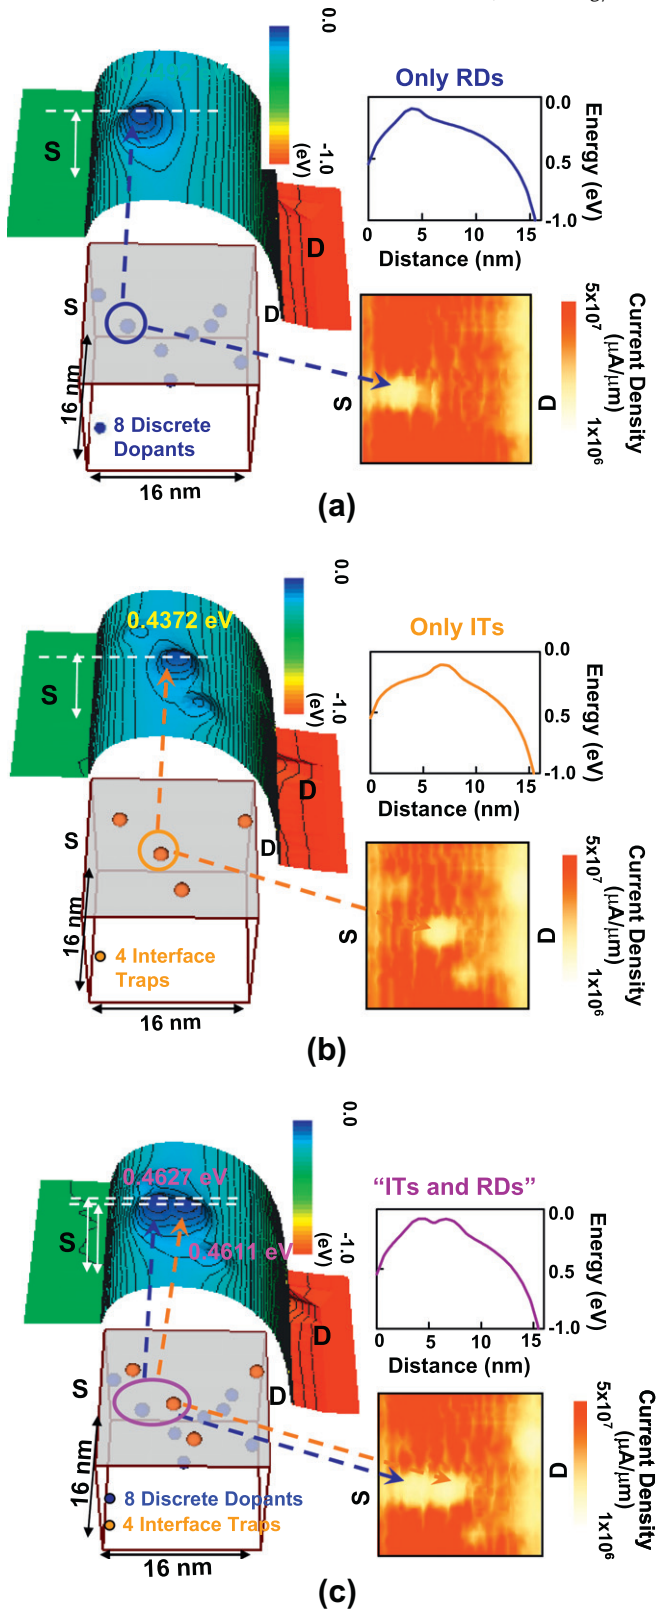 0.0
-1.0
(eV)
S
D
Only RDs
0.0
0.5
-1.0
Energy (eV)
0
5
10
15
Distance (nm)
S
D
16 nm
8 Discrete
Dopants
16 nm
S
D
5x10⁷
1x10⁶
Current Density
(μA/μm)
(a)
0.0
-1.0
(eV)
0.4372 eV
S
D
Only ITs
0.0
0.5
-1.0
Energy (eV)
0
5
10
15
Distance (nm)
S
D
16 nm
4 Interface
Traps
16 nm
S
D
5x10⁷
1x10⁶
Current Density
(μA/μm)
(b)
0.0
-1.0
(eV)
0.4627 eV
0.4611 eV
S
D
“ITs and RDs”
0.0
0.5
-1.0
Energy (eV)
0
5
10
15
Distance (nm)
S
D
16 nm
8 Discrete Dopants
4 Interface Traps
16 nm
S
D
5x10⁷
1x10⁶
Current Density
(μA/μm)
(c)